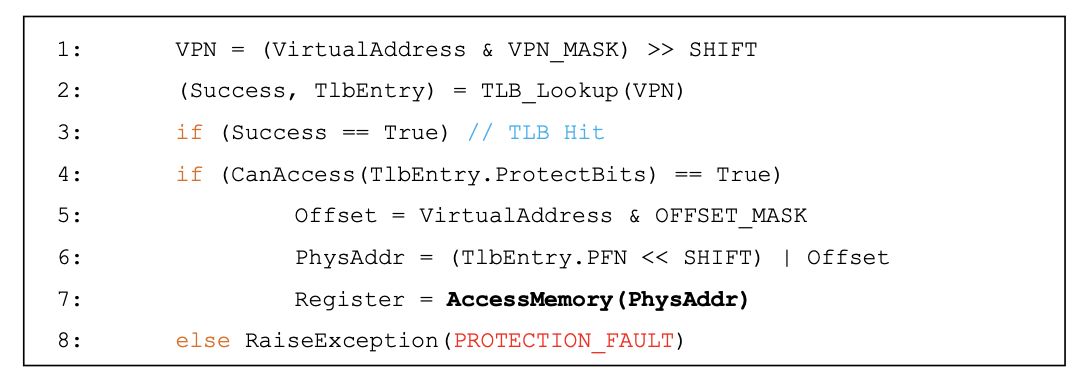 1: VPN = (VirtualAddress & VPN_MASK) >> SHIFT
2: (Success, TlbEntry) = TLB_Lookup(VPN)
3: if (Success == True) // TLB Hit
4: if (CanAccess(TlbEntry.ProtectBits) == True)
5: Offset = VirtualAddress & OFFSET_MASK
6: PhysAddr = (TlbEntry.PFN << SHIFT) | Offset
7: Register = AccessMemory(PhysAddr)
8: else RaiseException(PROTECTION_FAULT)